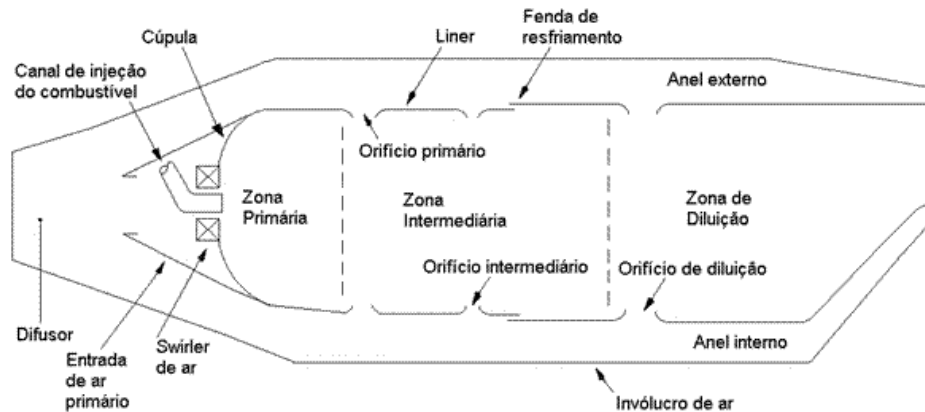 Fenda de
resfriamento
Cúpula
Liner
Canal de injeção
do combustível
Anel externo
Orifício primário
Zona
Primária
Zona
Intermediária
Zona de
Diluição
Orifício intermediário
Orifício de diluição
Difusor
Entrada
de ar
primário
Swirler
de ar
Anel interno
Invólucro de ar